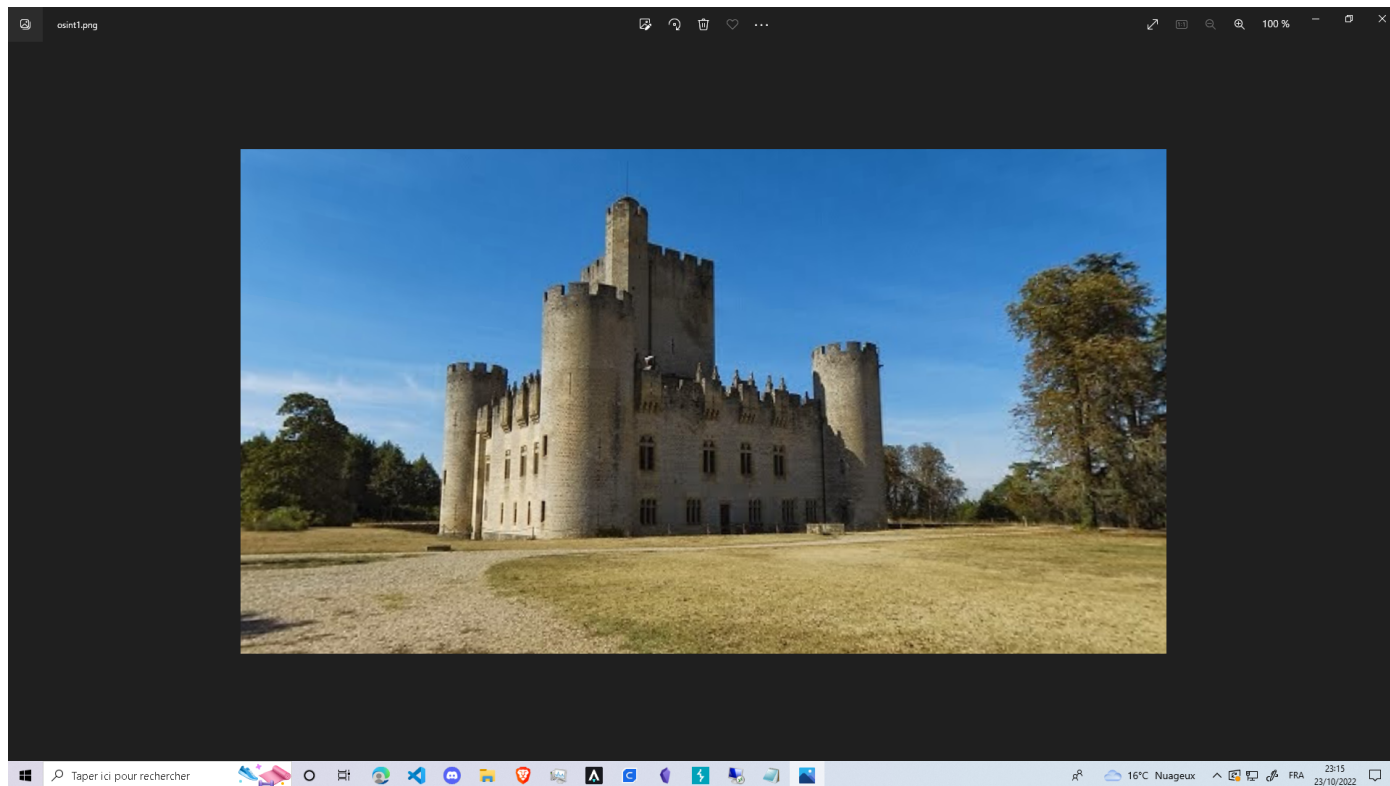 osint1.png
100 %
Taper ici pour rechercher
16°C Nuageux
FRA
23:15
23/10/2022